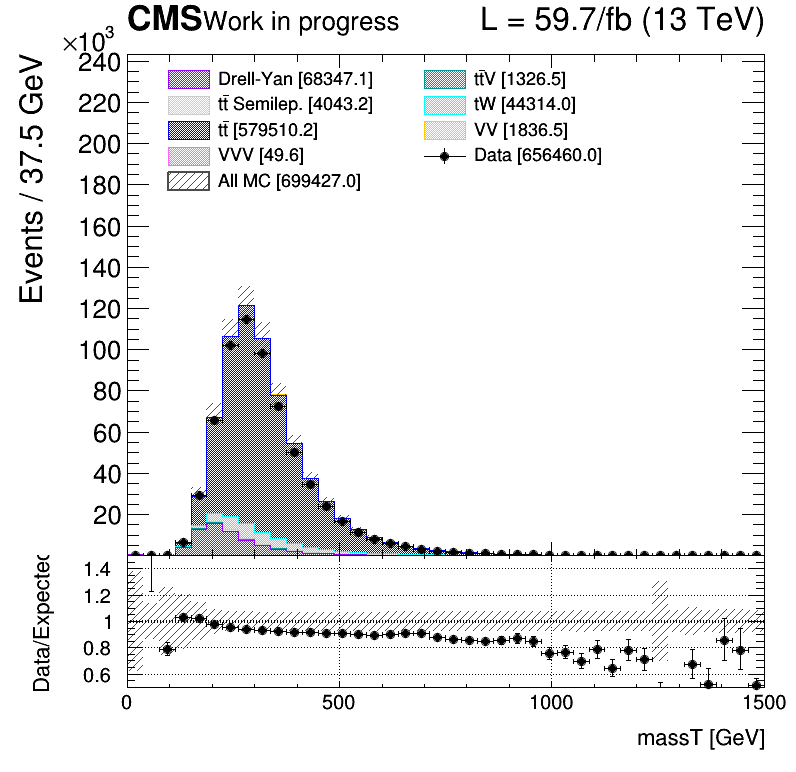 CMS Work in progress L = 59.7/fb (13 TeV)
×10³
Events / 37.5 GeV
240
220
200
180
160
140
120
100
80
60
40
20
Drell-Yan [68347.1]
tt̄ Semilep. [4043.2]
tt̄ [579510.2]
VVV [49.6]
All MC [699427.0]
tt̄V [1326.5]
tW [44314.0]
VV [1836.5]
Data [656460.0]
Data/Expected
1.4
1.2
1
0.8
0.6
0 500 1000 1500
massT [GeV]